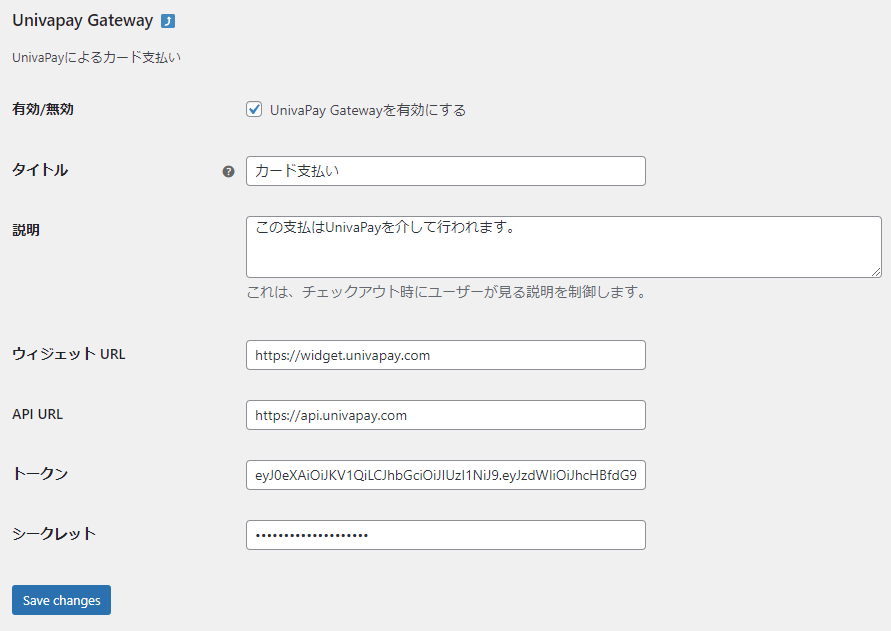 Univapay Gateway
UnivaPayによるカード支払い
有効/無効
UnivaPay Gatewayを有効にする
タイトル
カード支払い
説明
この支払はUnivaPayを介して行われます。
これは、チェックアウト時にユーザーが見る説明を制御します。
ウィジェット URL
https://widget.univapay.com
API URL
https://api.univapay.com
トークン
eyJ0eXAiOiJKV1QiLCJhbGciOiJIUzI1NiJ9.eyJzdWIiOiJhcHBfdG9
シークレット
Save changes